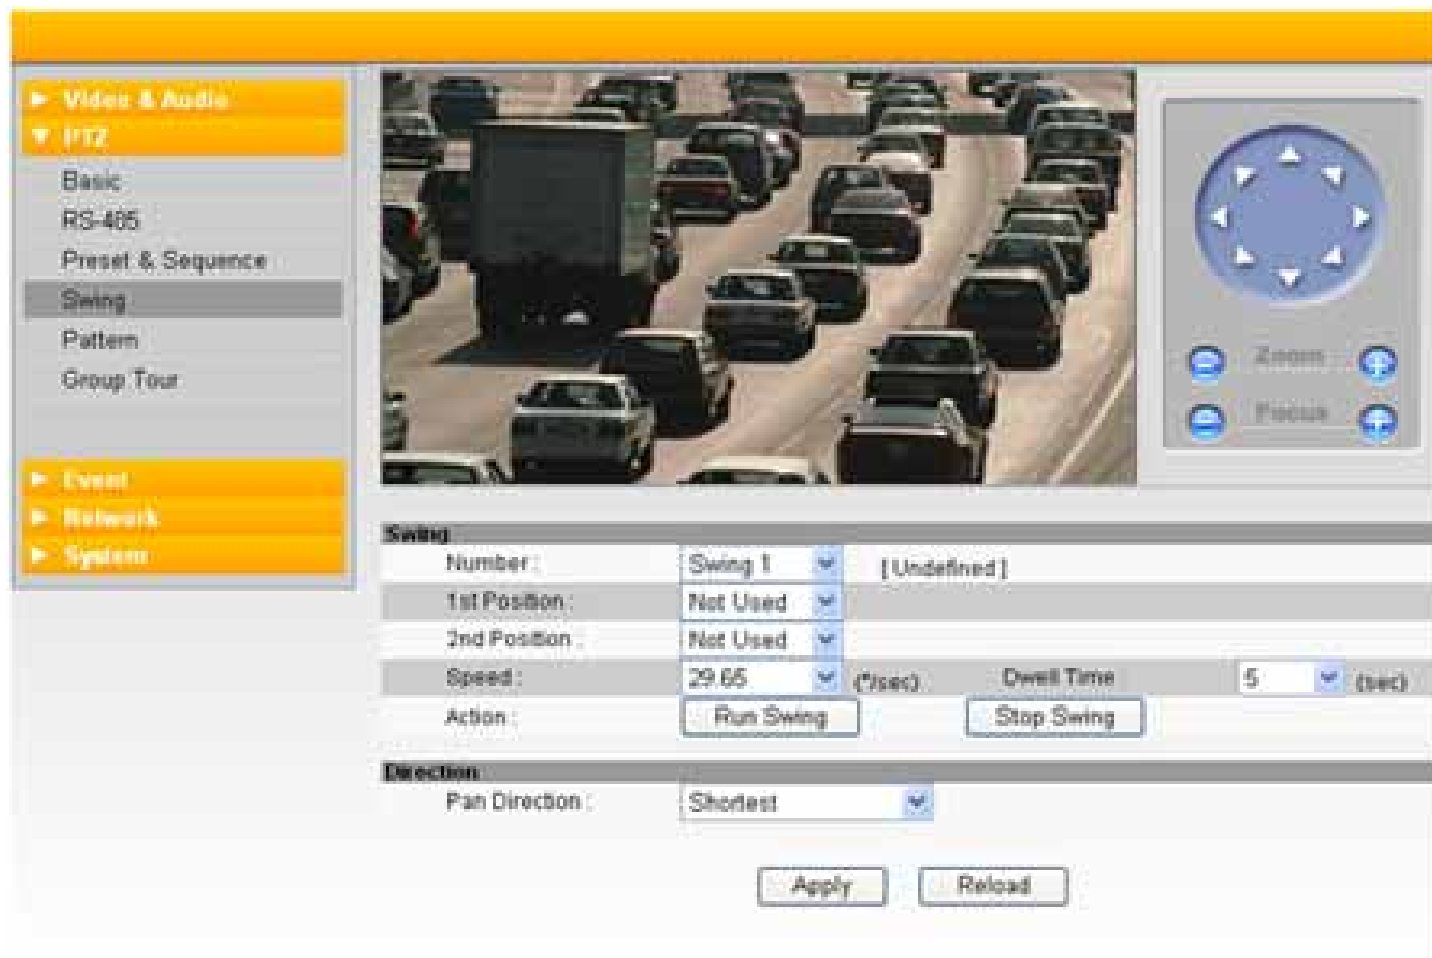 Video & Audio
PTZ
Basic
RS-485
Preset & Sequence
Swing
Pattern
Group Tour
Event
Network
System
Zoom
Focus
Swing
Number : Swing 1 [ Undefined ]
1st Position : Not Used
2nd Position : Not Used
Speed : 29.65 (°/sec) Dwell Time 5 (sec)
Action : Run Swing Stop Swing
Direction
Pan Direction : Shortest
Apply Reload